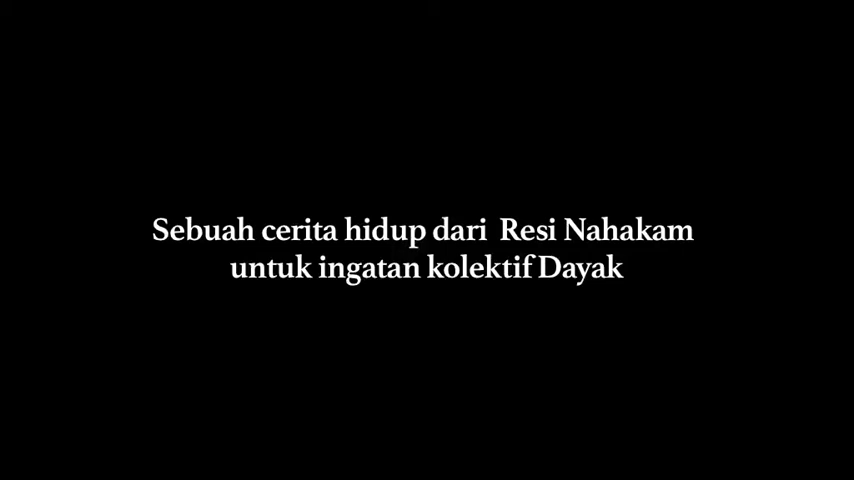 Sebuah cerita hidup dari Resi Nahakam
untuk ingatan kolektif Dayak